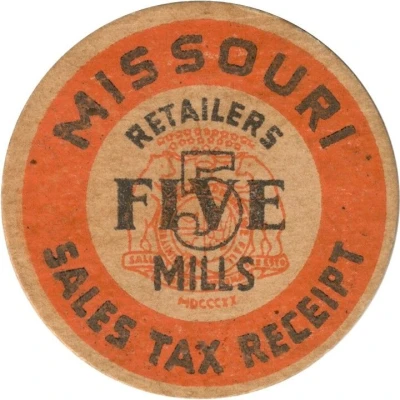 MISSOURI
RETAILERS
5
FIVE
MILLS
MDCCCXX
SALES TAX RECEIPT